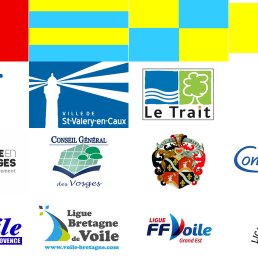 VILLE DE
St-Valery-en-Caux
Le Trait
CONSEIL GÉNÉRAL
des Vosges
Ligue
Bretagne
de Voile
www.bretagne-voile.com
LIGUE
FFVoile
Grand Est